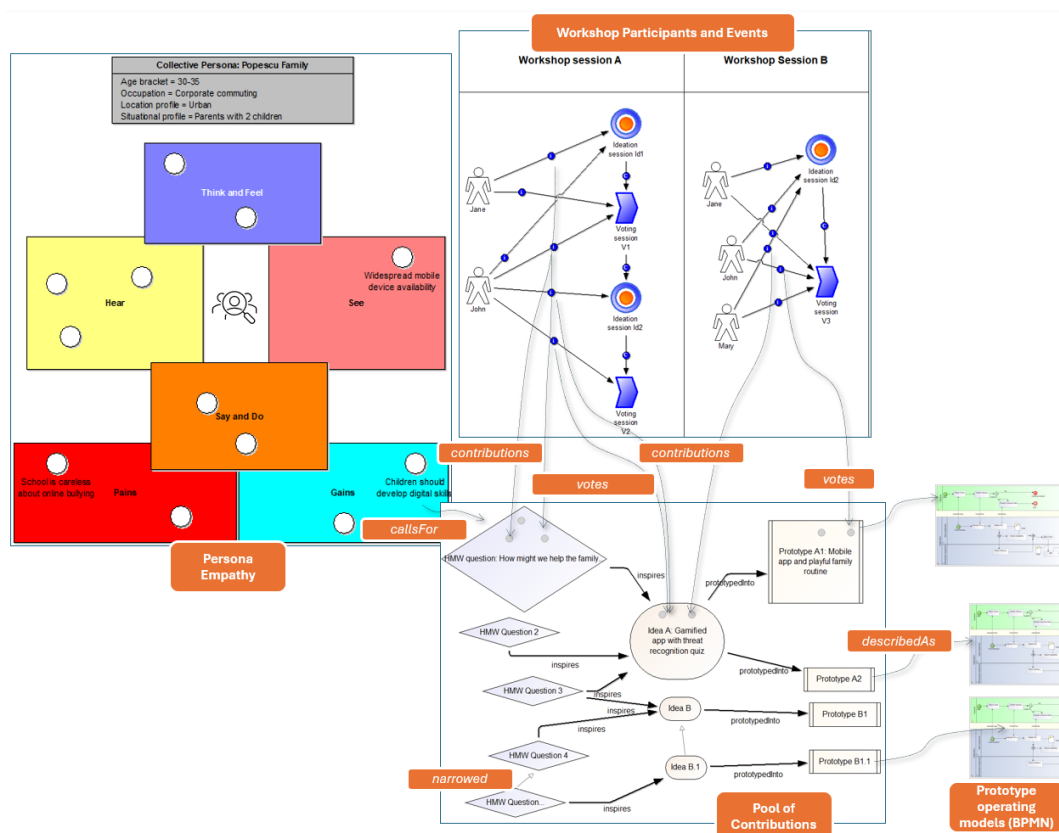 Workshop Participants and Events
Workshop session A
Workshop Session B
Collective Persona: Popescu Family
Age bracket = 30-35
Occupation = Corporate commuting
Location profile = Urban
Situational profile = Parents with 2 children
Think and Feel
Hear
See
Widespread mobile
device availability
Say and Do
School is careless
about online bullying
Pains
Gains
Children should
develop digital skills
Persona
Empathy
Ideation
session Id1
C
Jane
Voting
session
V1
John
Ideation
session Id2
C
Voting
session
V2
Ideation
session Id2
Jane
C
John
Voting
session
V3
Mary
contributions
contributions
votes
votes
callsFor
HMW question: How might we help the family
inspires
prototypedInto
Prototype A1: Mobile
app and playful family
routine
HMW Question 2
inspires
Idea A: Gamified
app with threat
recognition quiz
describedAs
prototypedInto
Prototype A2
HMW Question 3
inspires
inspires
Idea B
prototypedInto
Prototype B1
inspires
HMW Question 4
Idea B.1
prototypedInto
Prototype B1.1
narrowed
HMW Question...
inspires
Pool of
Contributions
Prototype
operating
models (BPMN)